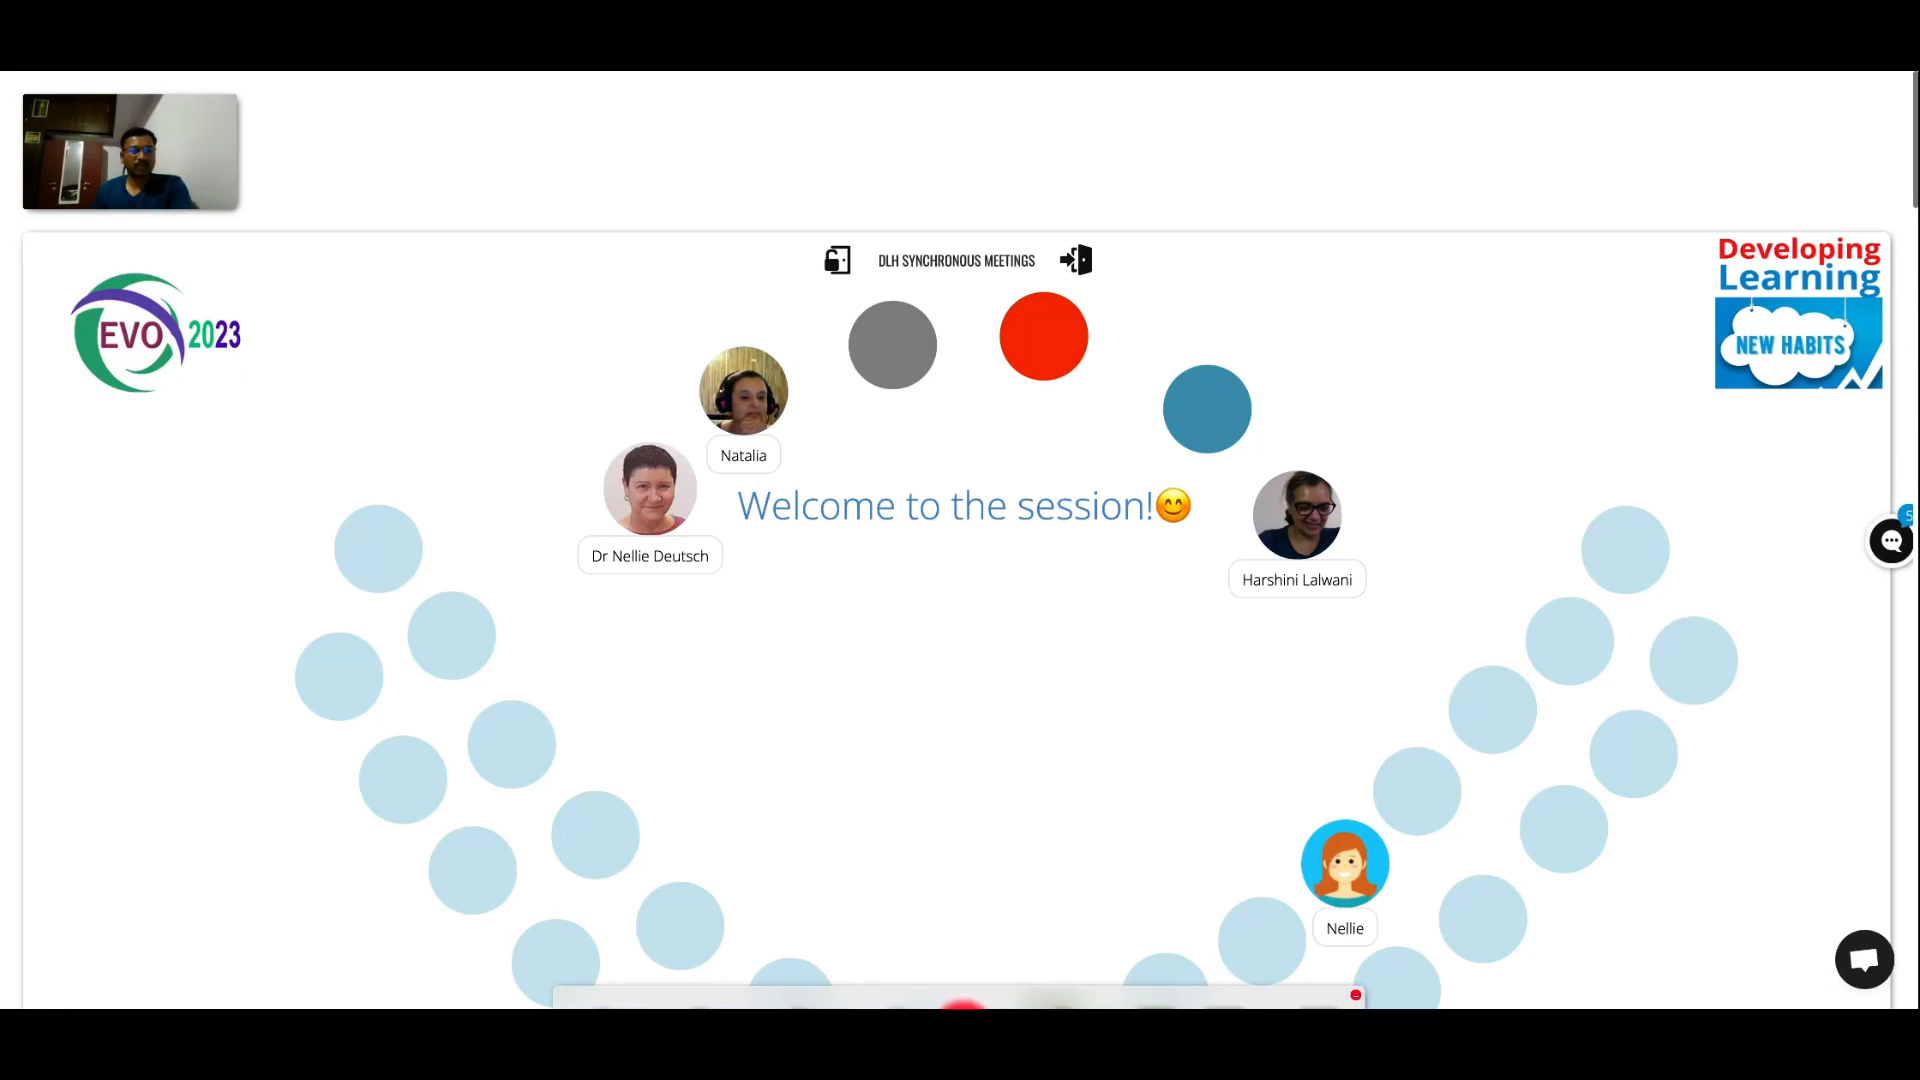 DLH SYNCHRONOUS MEETINGS
EVO 2023
Developing
Learning
NEW HABITS
Natalia
Welcome to the session!😊
Dr Nellie Deutsch
Harshini Lalwani
5
Nellie